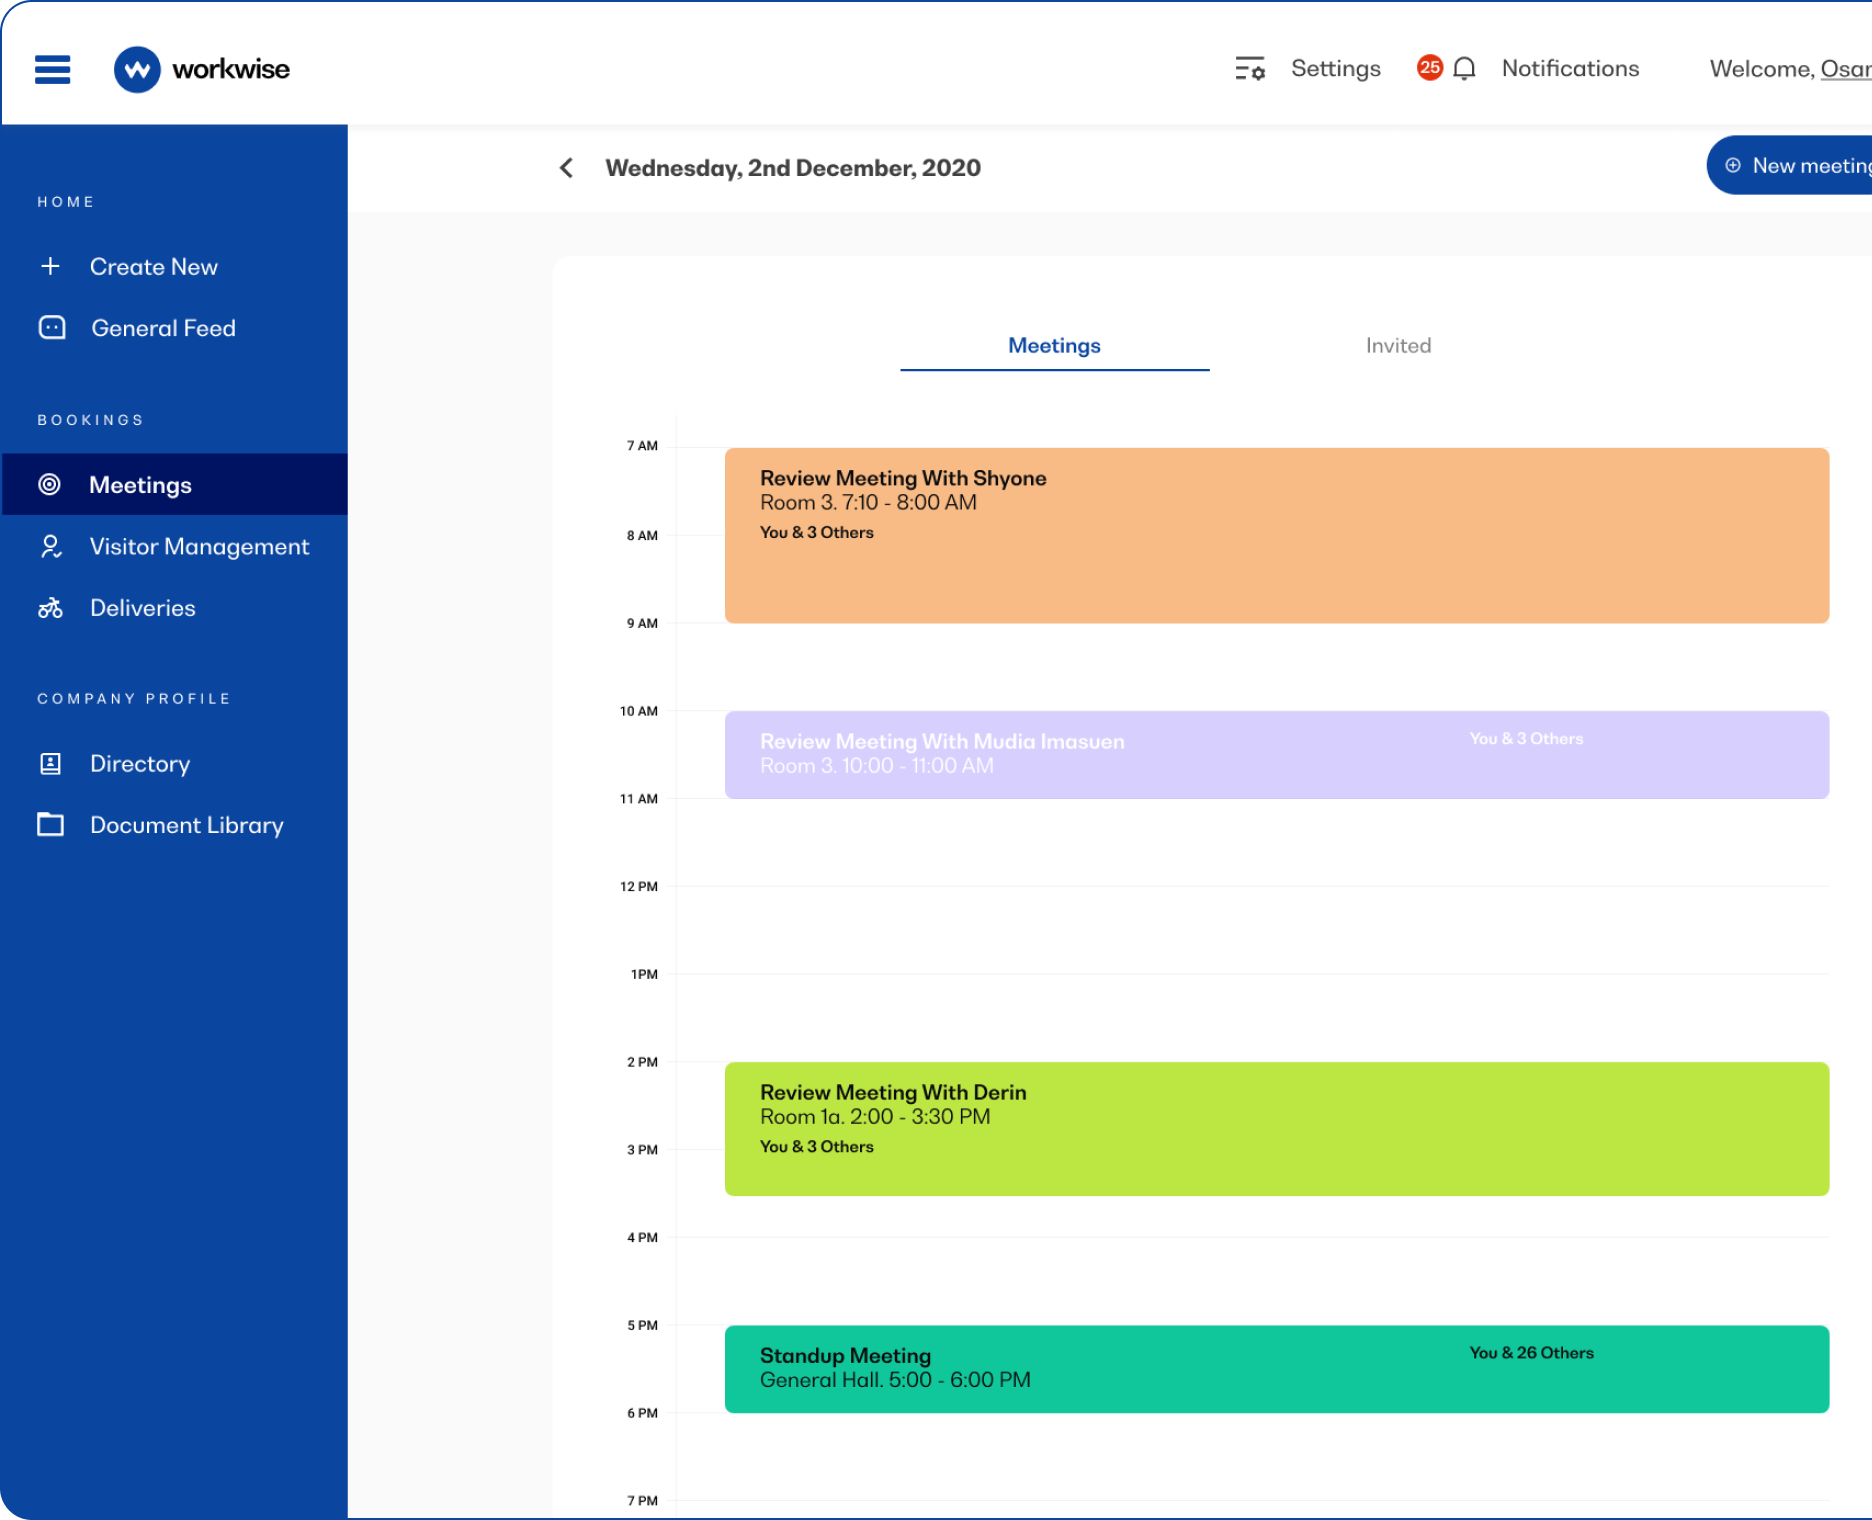 workwise
Settings
25
Notifications
Welcome,
Wednesday, 2nd December, 2020
New meeting
HOME
Create New
General Feed
BOOKINGS
Meetings
Visitor Management
Deliveries
COMPANY PROFILE
Directory
Document Library
Meetings
Invited
7 AM
Review Meeting With Shyone
Room 3. 7:10 - 8:00 AM
You & 3 Others
8 AM
9 AM
10 AM
Review Meeting With Mudia Imasuen
You & 3 Others
Room 3. 10:00 - 11:00 AM
11 AM
12 PM
1PM
2 PM
Review Meeting With Derin
Room 1a. 2:00 - 3:30 PM
You & 3 Others
3 PM
4 PM
5 PM
Standup Meeting
You & 26 Others
General Hall. 5:00 - 6:00 PM
6 PM
7 PM